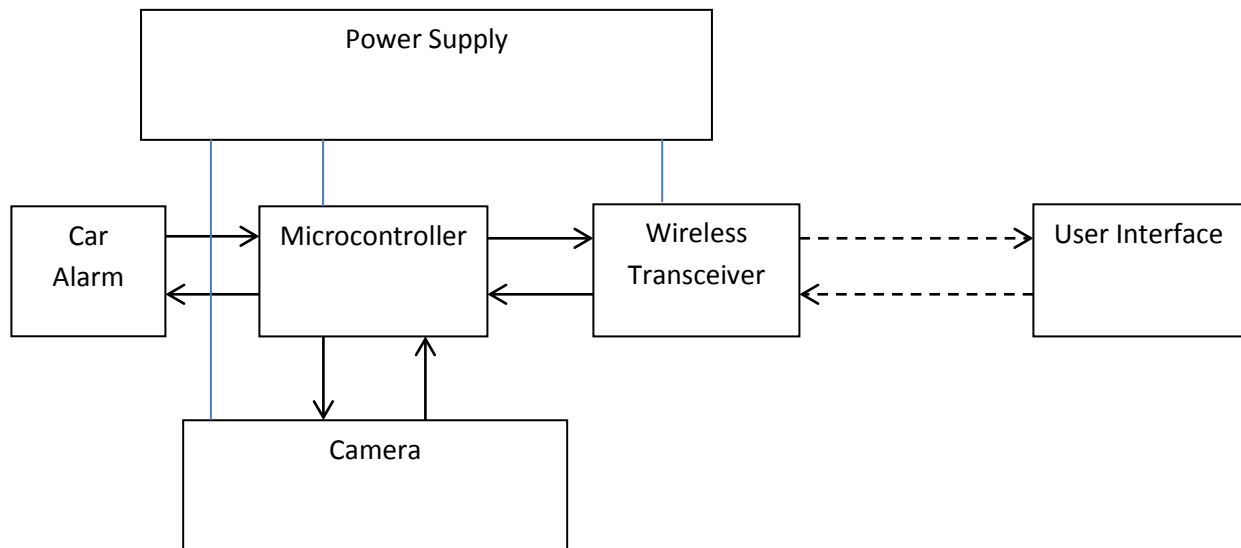 Power Supply
Car
Alarm
Microcontroller
Wireless
Transceiver
User Interface
Camera